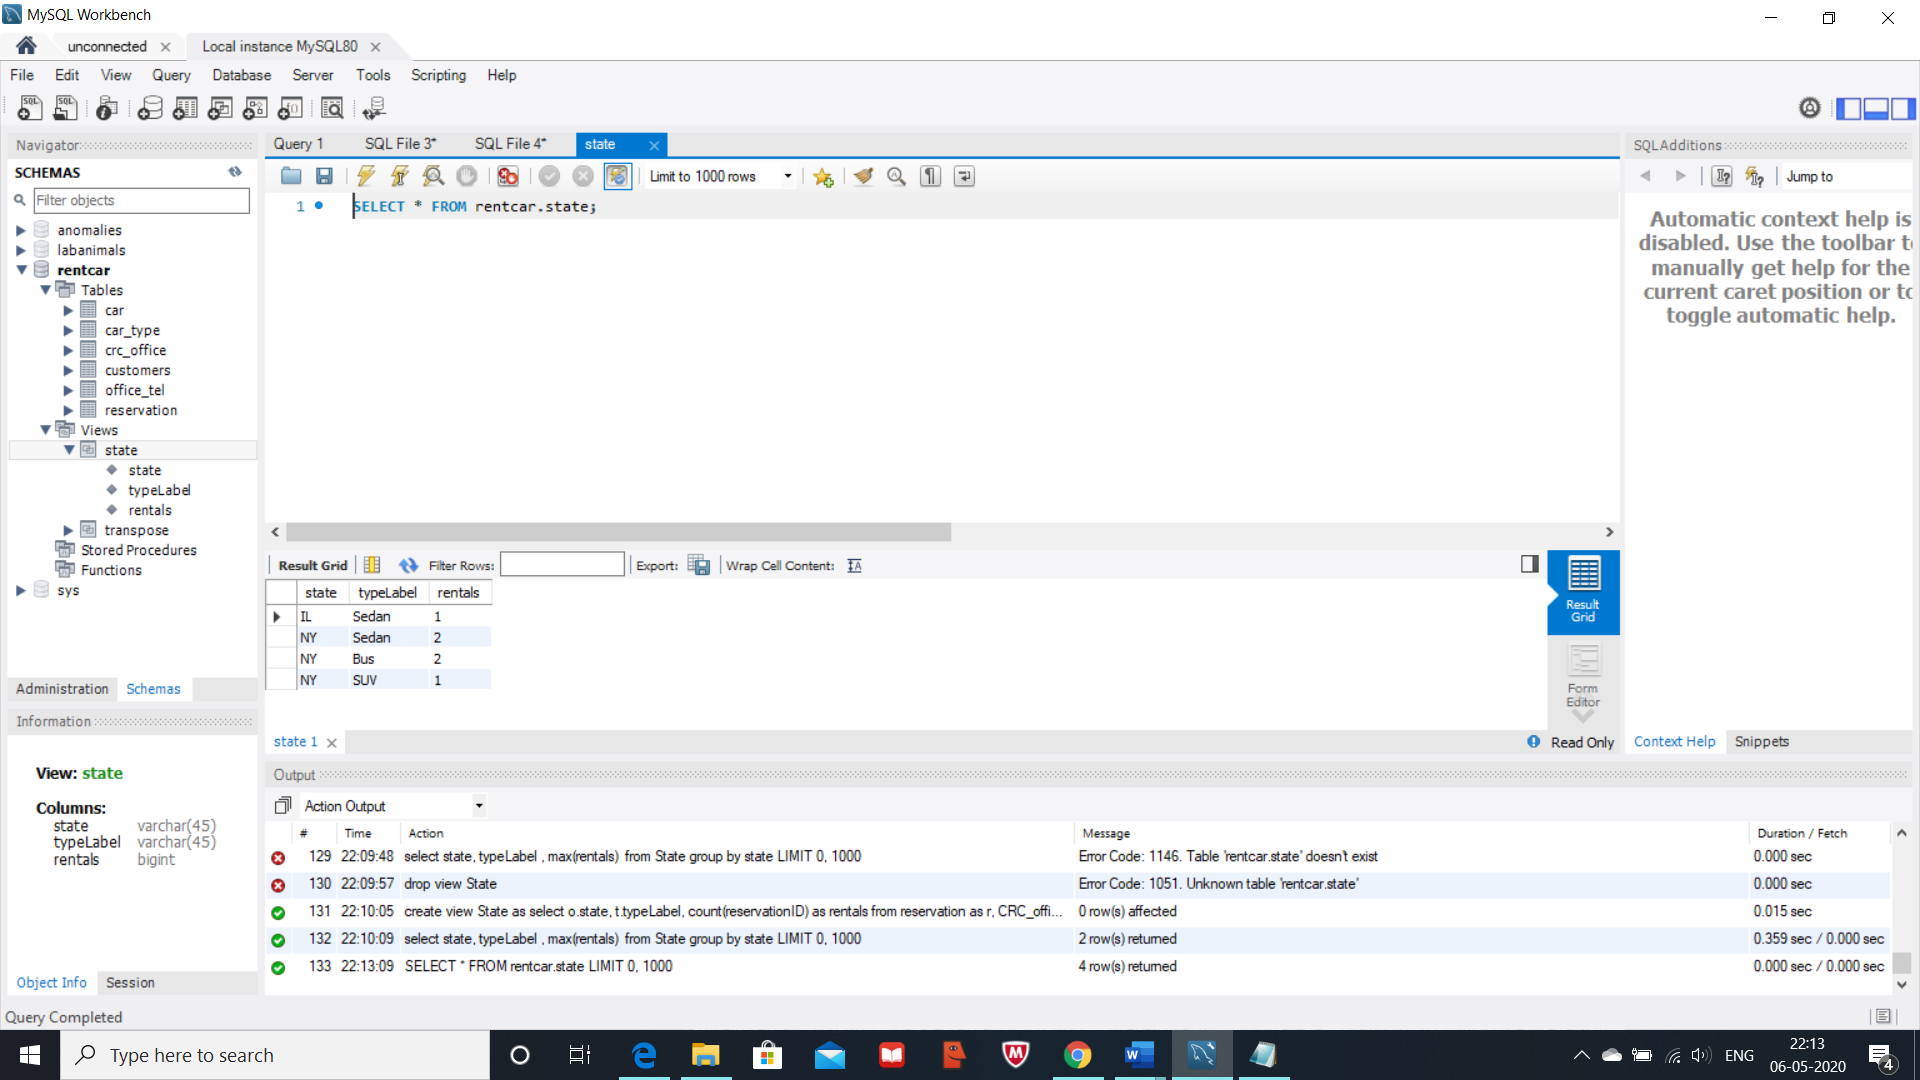 MySQL Workbench
unconnected
Local instance MySQL80
File Edit View Query Database Server Tools Scripting Help
Navigator
SCHEMAS
Filter objects
anomalies
labanimals
rentcar
Tables
car
car_type
crc_office
customers
office_tel
reservation
Views
state
state
typeLabel
rentals
transpose
Stored Procedures
Functions
sys
Administration Schemas
Information
View: state
Columns:
state varchar(45)
typeLabel varchar(45)
rentals bigint
Object Info Session
Query 1 SQL File 3* SQL File 4* state
Limit to 1000 rows
1 SELECT * FROM rentcar.state;
Result Grid Filter Rows: Export: Wrap Cell Content:
state typeLabel rentals
IL Sedan 1
NY Sedan 2
NY Bus 2
NY SUV 1
Result
Grid
Form
Editor
state 1
Read Only
SQLAdditions
Jump to
Automatic context help is
disabled. Use the toolbar t
manually get help for the
current caret position or to
toggle automatic help.
Context Help Snippets
Output
Action Output
# Time Action Message Duration / Fetch
129 22:09:48 select state, typeLabel , max(rentals) from State group by state LIMIT 0, 1000 Error Code: 1146. Table 'rentcar.state' doesn't exist 0.000 sec
130 22:09:57 drop view State Error Code: 1051. Unknown table 'rentcar.state' 0.000 sec
131 22:10:05 create view State as select o.state, t.typeLabel, count(reservationID) as rentals from reservation as r, CRC_offi... 0 row(s) affected 0.015 sec
132 22:10:09 select state, typeLabel , max(rentals) from State group by state LIMIT 0, 1000 2 row(s) returned 0.359 sec / 0.000 sec
133 22:13:09 SELECT * FROM rentcar.state LIMIT 0, 1000 4 row(s) returned 0.000 sec / 0.000 sec
Query Completed
Type here to search
ENG
22:13
06-05-2020
4